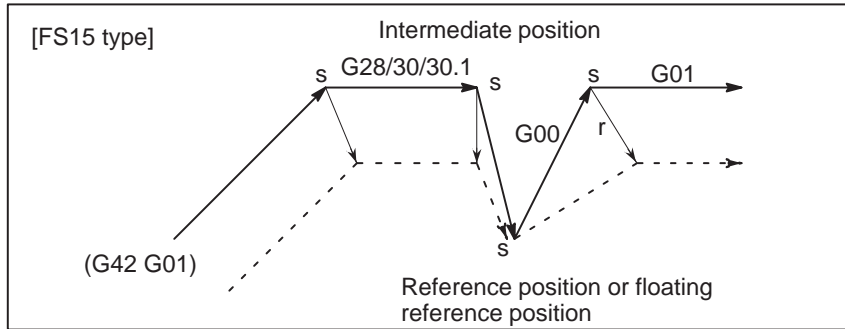 [FS15 type]
Intermediate position
G28/30/30.1
s
s
s
G01
G00
r
(G42 G01)
s
Reference position or floating
reference position